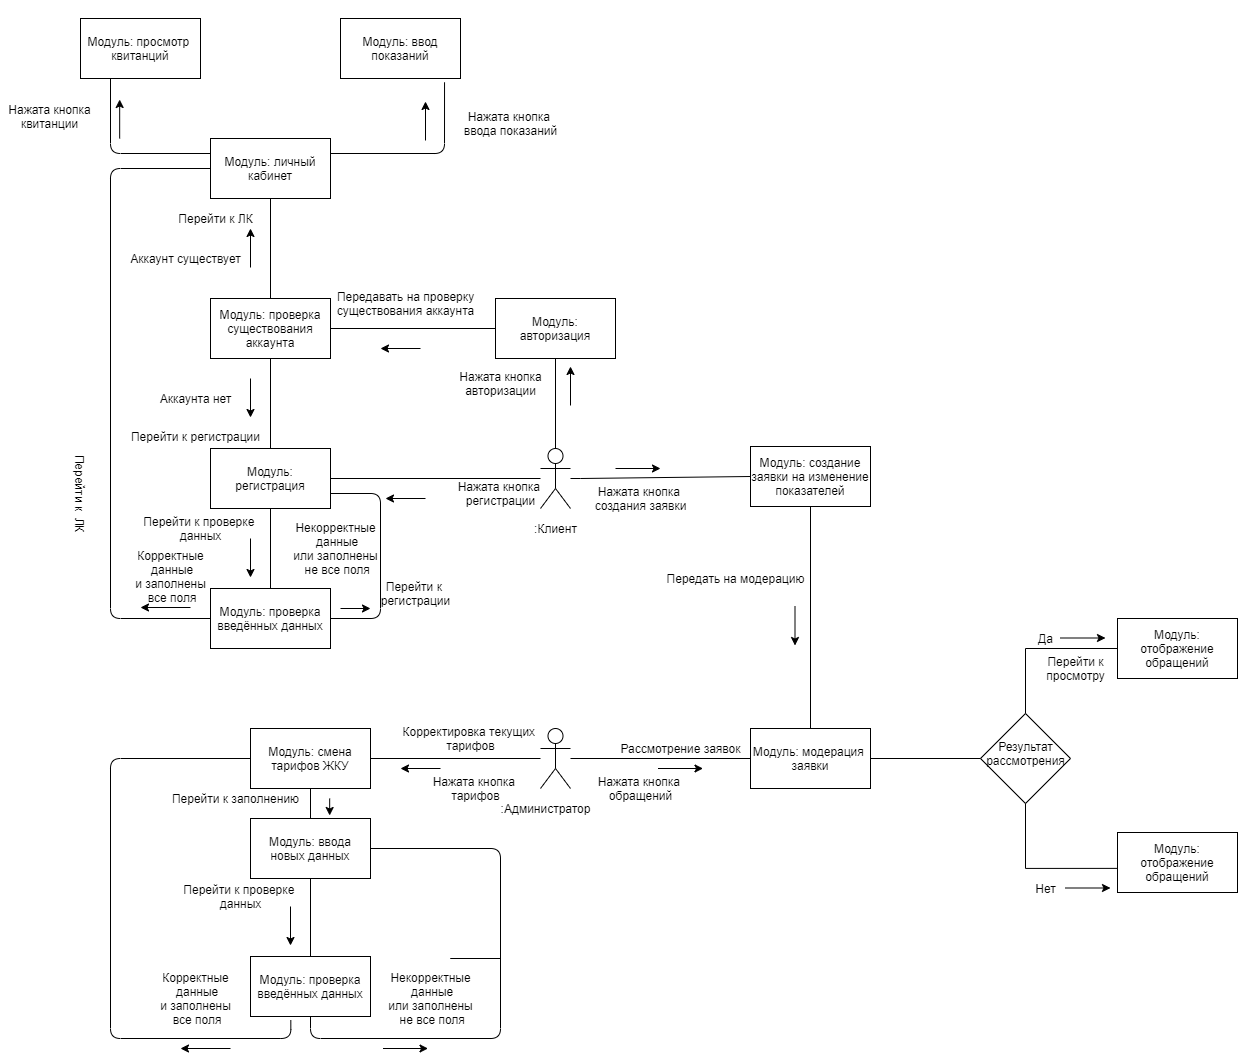 Модуль: просмотр
квитанций
Модуль: ввод
показаний
Нажата кнопка
квитанции
Нажата кнопка
ввода показаний
Модуль: личный
кабинет
Перейти к ЛК
Аккаунт существует
Модуль: проверка
существования
аккаунта
Передавать на проверку
существования аккаунта
Модуль:
авторизация
Нажата кнопка
авторизации
Аккаунта нет
Перейти к регистрации
Модуль:
регистрация
Нажата кнопка
регистрации
:Клиент
Нажата кнопка
создания заявки
Модуль: создание
заявки на изменение
показателей
Перейти к ЛК
Перейти к проверке
данных
Корректные
данные
и заполнены
все поля
Некорректные
данные
или заполнены
не все поля
Перейти к
регистрации
Модуль: проверка
введённых данных
Передать на модерацию
Да
Перейти к
просмотру
Модуль:
отображение
обращений
Модуль: смена
тарифов ЖКУ
Корректировка текущих
тарифов
Нажата кнопка
тарифов
:Администратор
Рассмотрение заявок
Нажата кнопка
обращений
Модуль: модерация
заявки
Результат
рассмотрения
Перейти к заполнению
Модуль: ввода
новых данных
Нет
Модуль:
отображение
обращений
Перейти к проверке
данных
Корректные
данные
и заполнены
все поля
Модуль: проверка
введённых данных
Некорректные
данные
или заполнены
не все поля